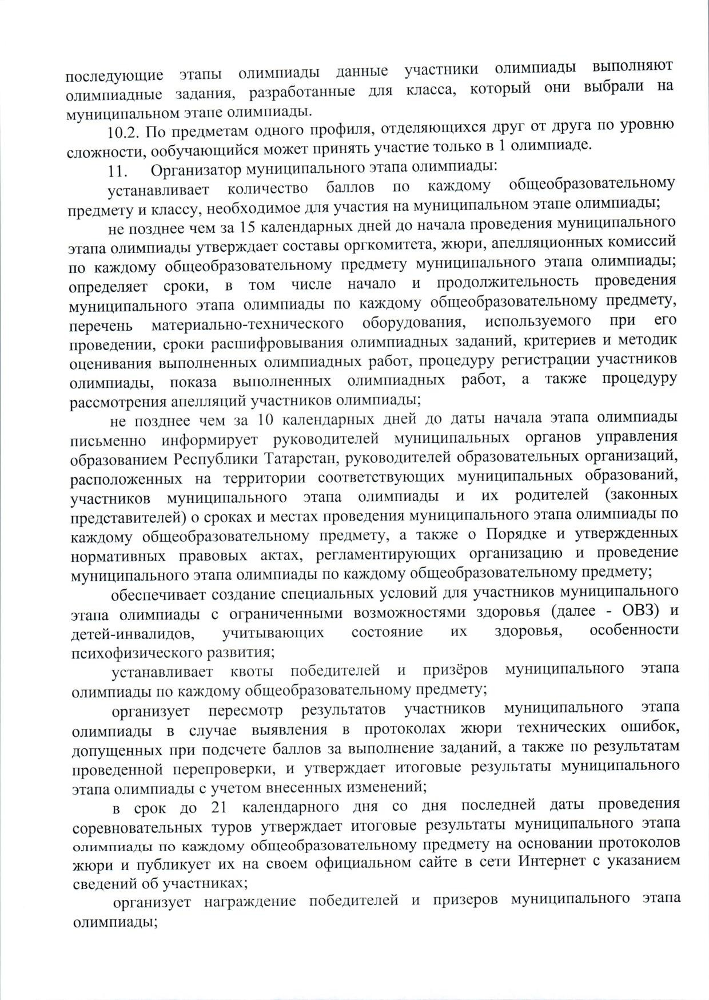 последующие этапы олимпиады данные участники олимпиады выполняют
олимпиадные задания, разработанные для класса, который они выбрали на
муниципальном этапе олимпиады.
10.2. По предметам одного профиля, отделяющихся друг от друга по уровню
сложности, ообучающийся может принять участие только в 1 олимпиаде.
11. Организатор муниципального этапа олимпиады:
устанавливает количество баллов по каждому общеобразовательному
предмету и классу, необходимое для участия на муниципальном этапе олимпиады;
не позднее чем за 15 календарных дней до начала проведения муниципального
этапа олимпиады утверждает составы оргкомитета, жюри, апелляционных комиссий
по каждому общеобразовательному предмету муниципального этапа олимпиады;
определяет сроки, в том числе начало и продолжительность проведения
муниципального этапа олимпиады по каждому общеобразовательному предмету,
перечень материально-технического оборудования, используемого при его
проведении, сроки расшифровывания олимпиадных заданий, критериев и методик
оценивания выполненных олимпиадных работ, процедуру регистрации участников
олимпиады, показа выполненных олимпиадных работ, а также процедуру
рассмотрения апелляций участников олимпиады;
не позднее чем за 10 календарных дней до даты начала этапа олимпиады
письменно информирует руководителей муниципальных органов управления
образованием Республики Татарстан, руководителей образовательных организаций,
расположенных на территории соответствующих муниципальных образований,
участников муниципального этапа олимпиады и их родителей (законных
представителей) о сроках и местах проведения муниципального этапа олимпиады по
каждому общеобразовательному предмету, а также о Порядке и утвержденных
нормативных правовых актах, регламентирующих организацию и проведение
муниципального этапа олимпиады по каждому общеобразовательному предмету;
обеспечивает создание специальных условий для участников муниципального
этапа олимпиады с ограниченными возможностями здоровья (далее - ОВЗ) и
детей-инвалидов, учитывающих состояние их здоровья, особенности
психофизического развития;
устанавливает квоты победителей и призёров муниципального этапа
олимпиады по каждому общеобразовательному предмету;
организует пересмотр результатов участников муниципального этапа
олимпиады в случае выявления в протоколах жюри технических ошибок,
допущенных при подсчете баллов за выполнение заданий, а также по результатам
проведенной перепроверки, и утверждает итоговые результаты муниципального
этапа олимпиады с учетом внесенных изменений;
в срок до 21 календарного дня со дня последней даты проведения
соревновательных туров утверждает итоговые результаты муниципального этапа
олимпиады по каждому общеобразовательному предмету на основании протоколов
жюри и публикует их на своем официальном сайте в сети Интернет с указанием
сведений об участниках;
организует награждение победителей и призеров муниципального этапа
олимпиады;